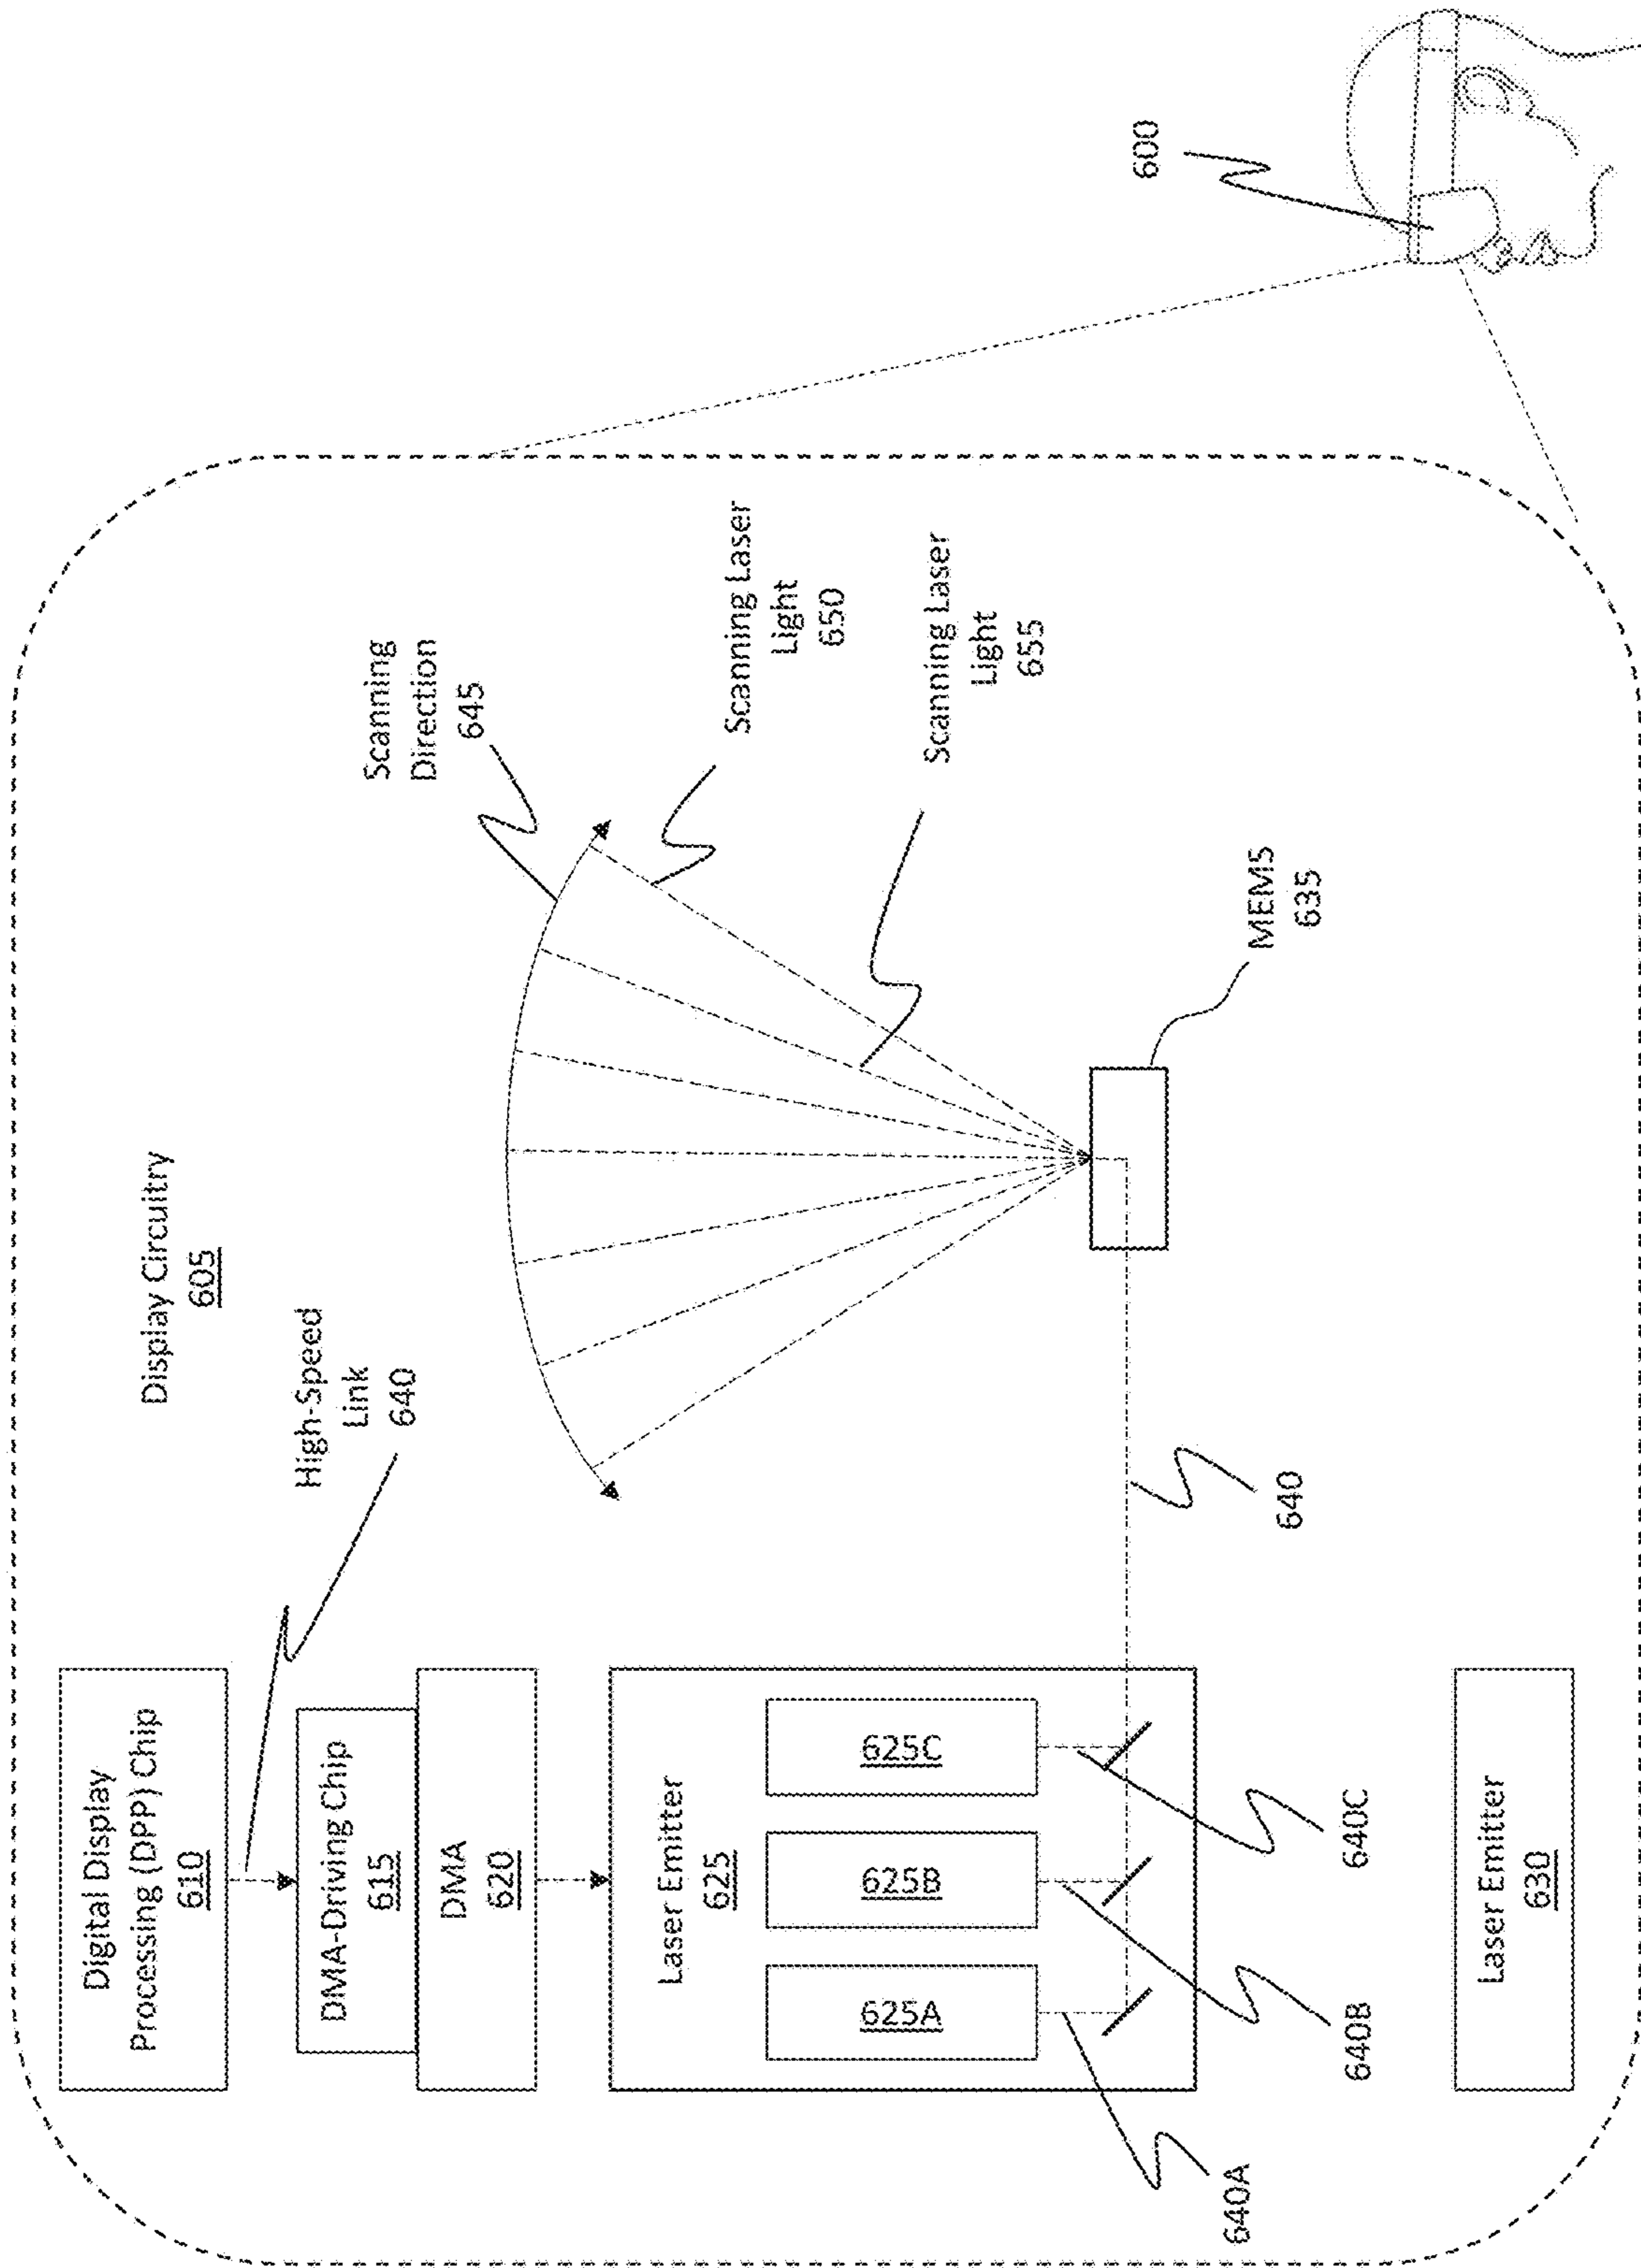 Digital Display
Processing (DPP) Chip
610
High-Speed
Link
640
Display Circuitry
605
DMA-Driving Chip
615
DMA
620
Laser Emitter
625
625A
625B
625C
640A
640B
640C
640
Laser Emitter
630
Scanning
Direction
645
Scanning Laser
Light
650
Scanning Laser
Light
655
MEMS
635
600